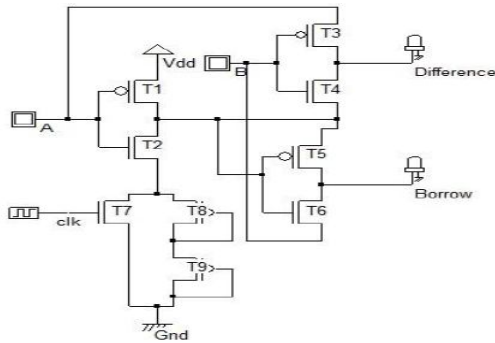 T3
Vdd
B
Difference
T1
T4
A
T2
T5
Borrow
T7
T8
T6
clk
T9
Gnd